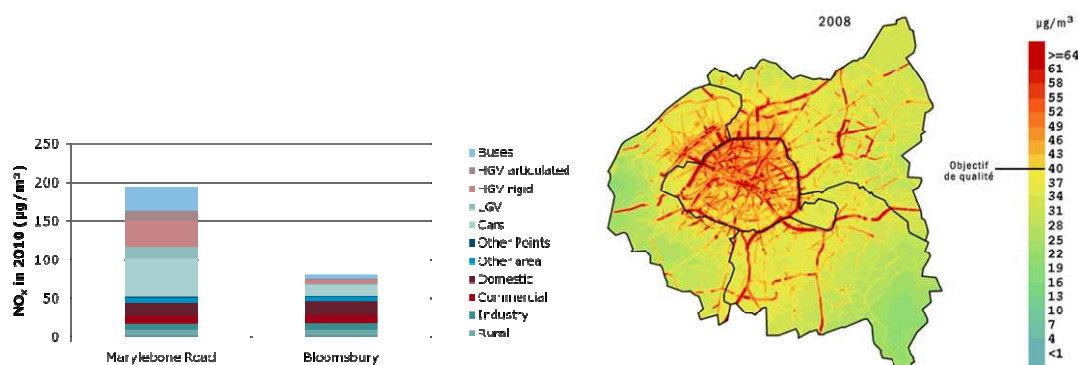 NOx in 2010 (µg/m³)
250
200
150
100
50
0
Marylebone Road
Bloomsbury
Buses
HGV articulated
HGV rigid
LGV
Cars
Other Points
Other area
Domestic
Commercial
Industry
Rural
2008
µg/m³
>=64
61
58
55
52
49
46
43
40
37
34
31
28
22
19
16
13
10
7
4
<1
Objectif
de qualité